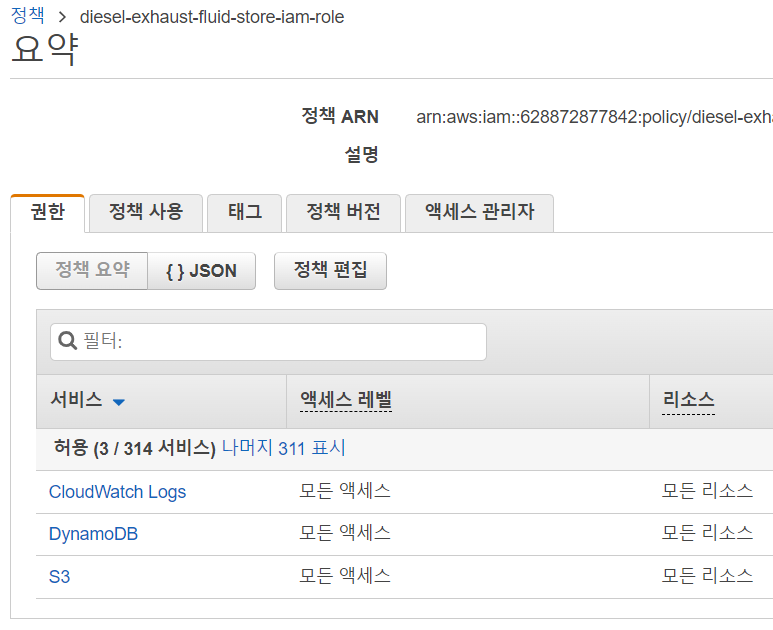 정책 > diesel-exhaust-fluid-store-iam-role
요약
정책 ARN arn:aws:iam::628872877842:policy/diesel-exha
설명
권한 정책 사용 태그 정책 버전 액세스 관리자
정책 요약 { } JSON 정책 편집
필터:
서비스 액세스 레벨 리소스
허용 (3 / 314 서비스) 나머지 311 표시
CloudWatch Logs 모든 액세스 모든 리소스
DynamoDB 모든 액세스 모든 리소스
S3 모든 액세스 모든 리소스